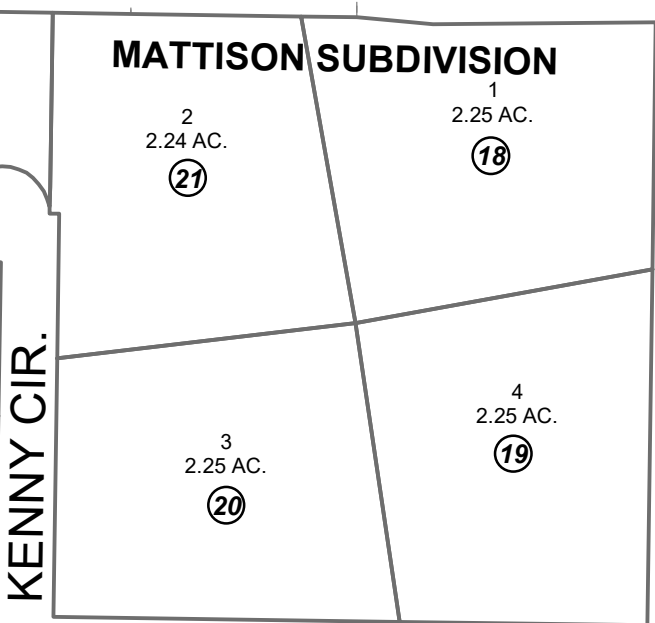 MATTISON SUBDIVISION
2
2.24 AC.
21
1
2.25 AC.
18
KENNY CIR.
3
2.25 AC.
20
4
2.25 AC.
19